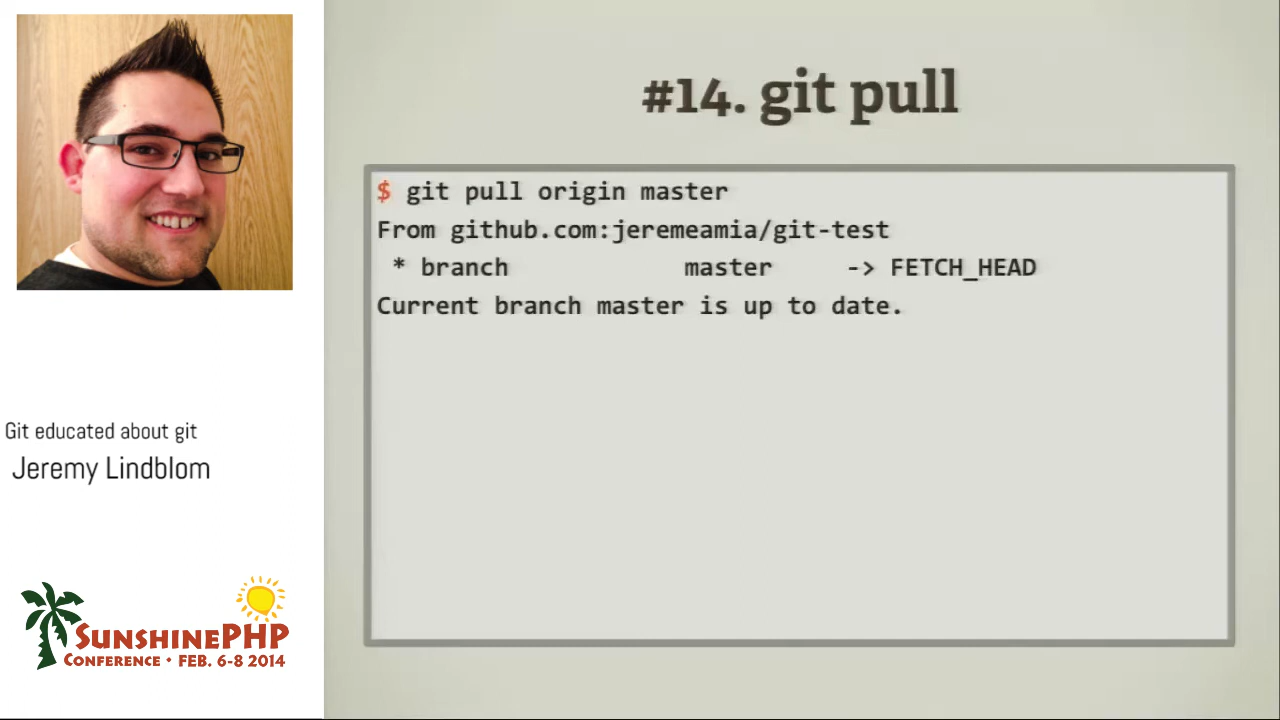 #14. git pull
$ git pull origin master
From github.com:jeremeamia/git-test
* branch master -> FETCH_HEAD
Current branch master is up to date.
Git educated about git
Jeremy Lindblom
SUNSHINEPHP
CONFERENCE • FEB. 6-8 2014